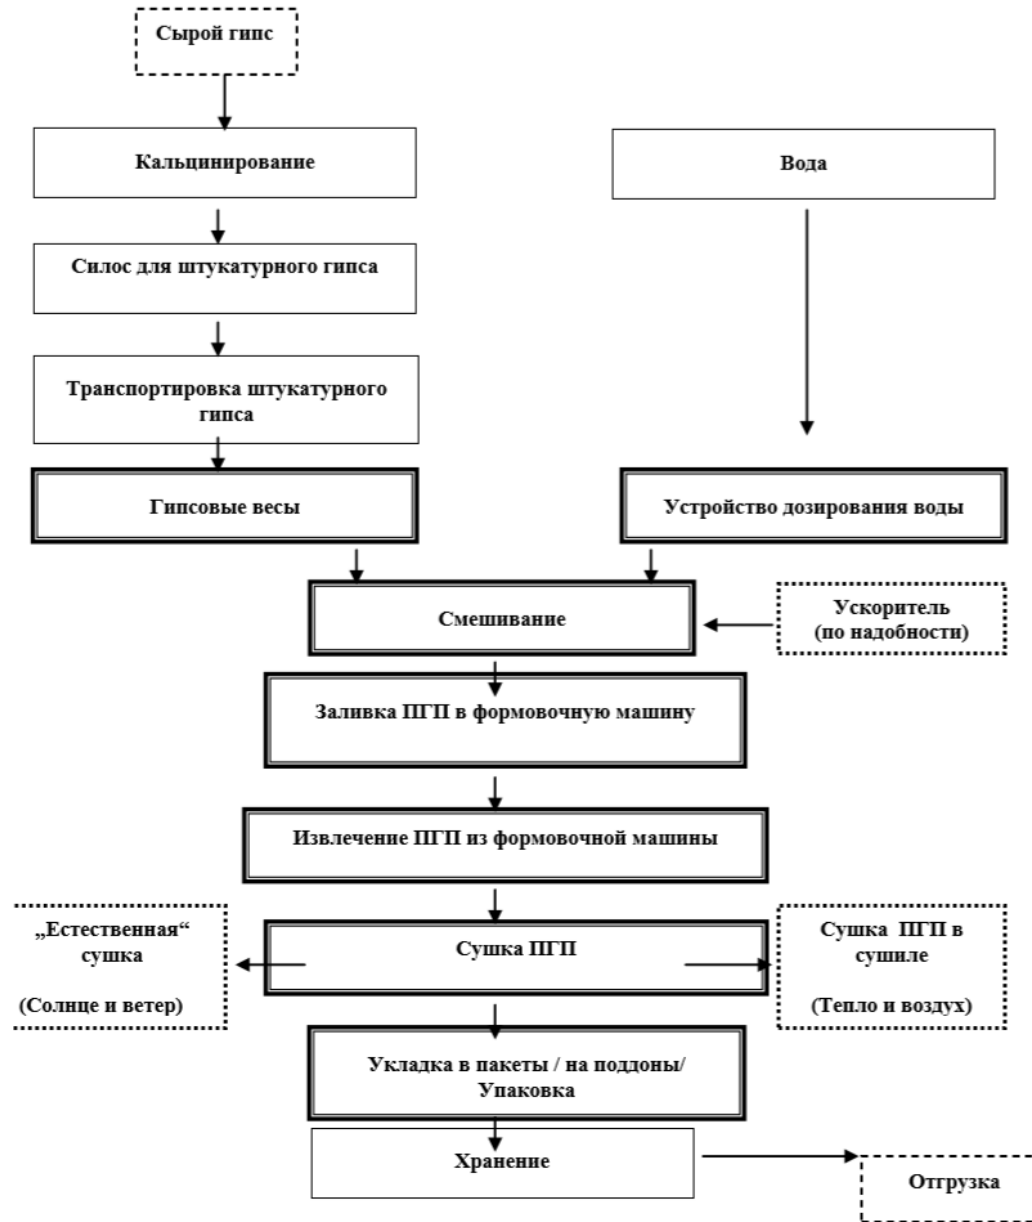 Сырой гипс
Кальцинирование
Вода
Силос для штукатурного гипса
Транспортировка штукатурного
гипса
Гипсовые весы
Устройство дозирования воды
Смешивание
Ускоритель
(по надобности)
Заливка ПГП в формовочную машину
Извлечение ПГП из формовочной машины
„Естественная“
сушка
(Солнце и ветер)
Сушка ПГП
Сушка ПГП в
сушиле
(Тепло и воздух)
Укладка в пакеты / на поддоны/
Упаковка
Хранение
Отгрузка